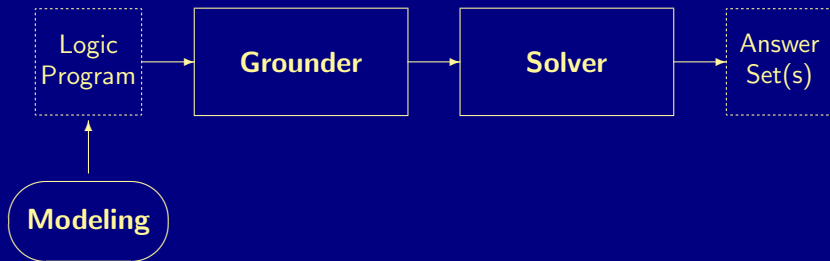 Logic
Program
Grounder
Solver
Answer
Set(s)
Modeling